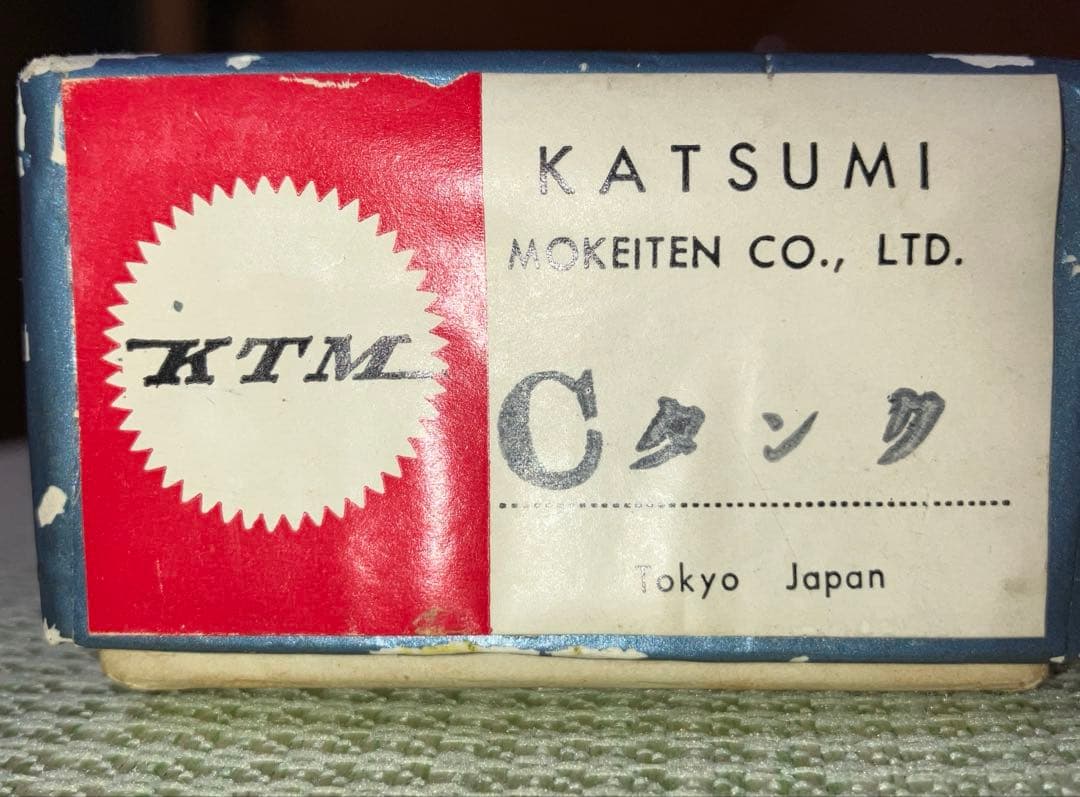 KTM
KATSUMI
MOKEITEN CO., LTD.
Cタンク
Tokyo Japan